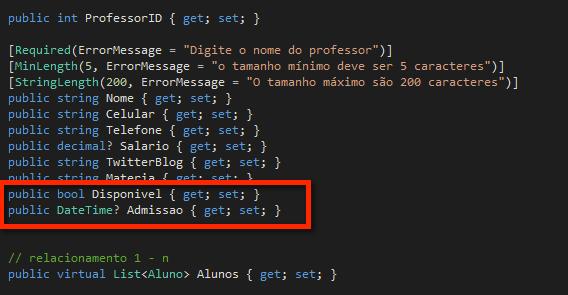 public int ProfessorID { get; set; }
[Required(ErrorMessage = "Digite o nome do professor")]
[MinLength(5, ErrorMessage = "o tamanho mínimo deve ser 5 caracteres")]
[StringLength(200, ErrorMessage = "O tamanho máximo são 200 caracteres")]
public string Nome { get; set; }
public string Celular { get; set; }
public string Telefone { get; set; }
public decimal? Salario { get; set; }
public string TwitterBlog { get; set; }
public string Materia { get; set; }
public bool Disponivel { get; set; }
public DateTime? Admissao { get; set; }
// relacionamento 1 - n
public virtual List<Aluno> Alunos { get; set; }